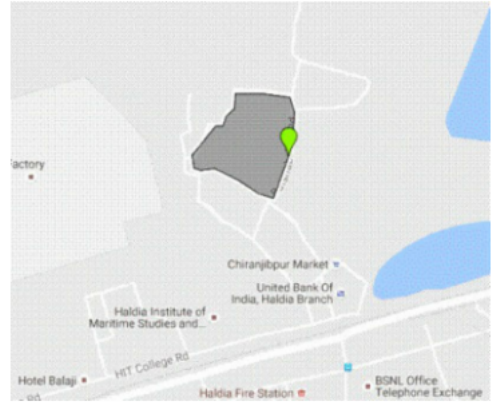 actory
Chiranjibpur Market
United Bank Of
India, Haldia Branch
Haldia Institute of
Maritime Studies and...
HIT College Rd
Hotel Balaji
e Rd
BSNL Office
Telephone Exchange
Haldia Fire Station